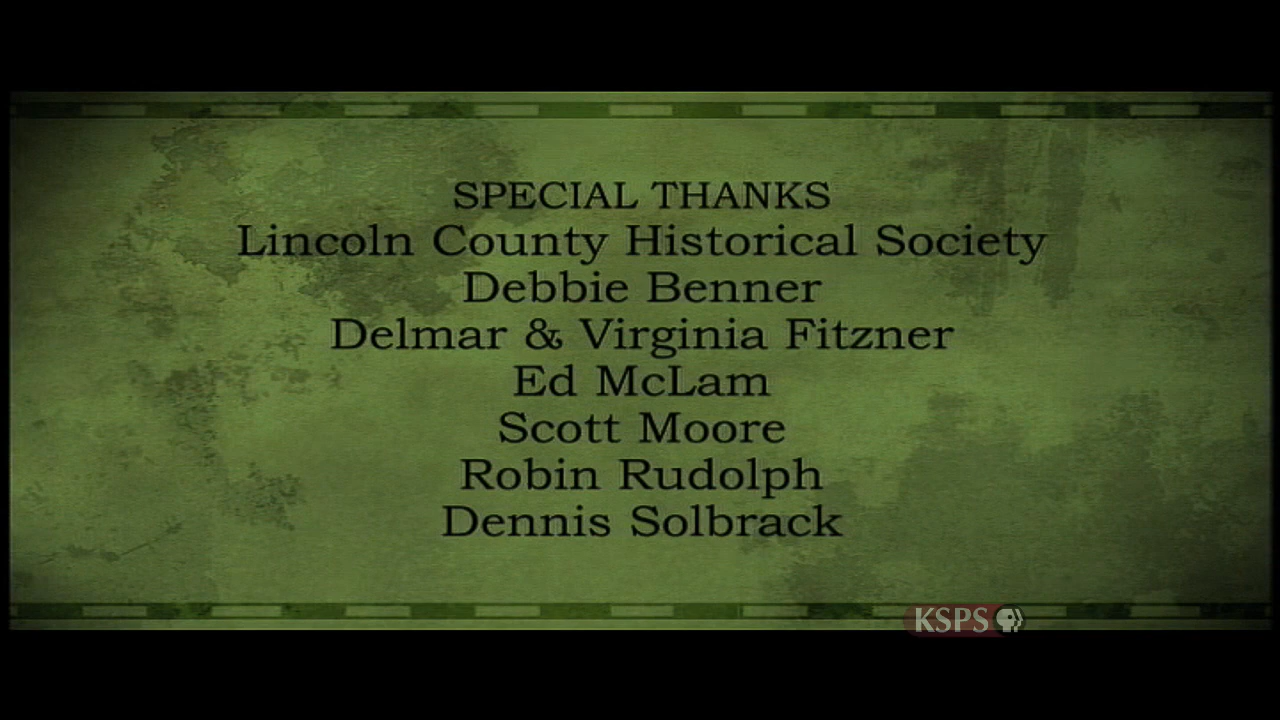 SPECIAL THANKS
Lincoln County Historical Society
Debbie Benner
Delmar & Virginia Fitzner
Ed McLam
Scott Moore
Robin Rudolph
Dennis Solbrack
KSPS